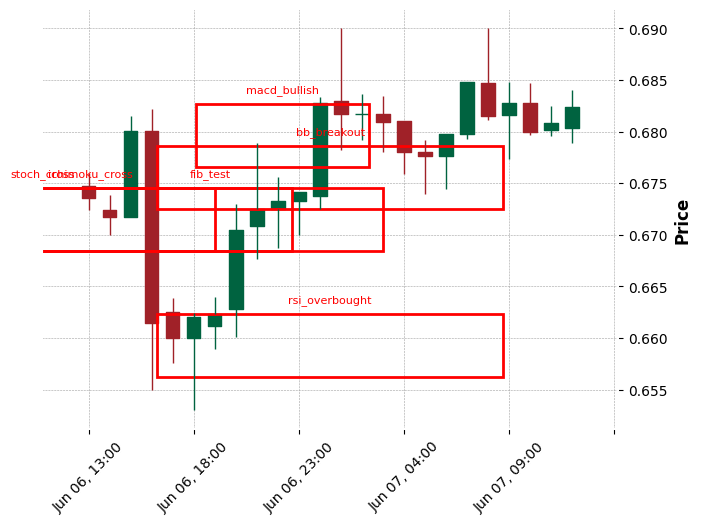 macd_bullish
bb_breakout
stoch_cross
ichimoku_cross
fib_test
rsi_overbought
0.690
0.685
0.680
0.675
0.670
0.665
0.660
0.655
Price
Jun 06, 13:00
Jun 06, 18:00
Jun 06, 23:00
Jun 07, 04:00
Jun 07, 09:00